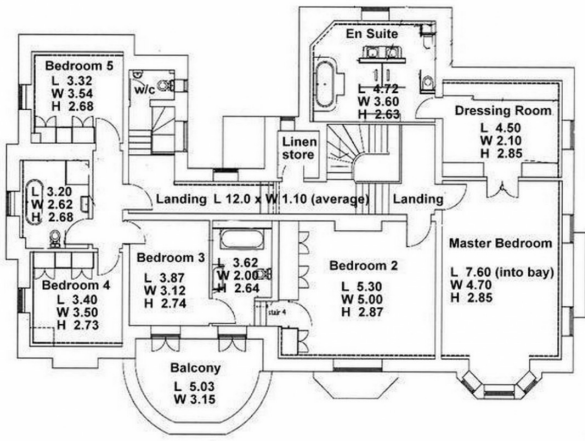 En Suite
L 4.72
W 3.60
H 2.63
Bedroom 5
L 3.32
W 3.54
H 2.68
W/C
Dressing Room
L 4.50
W 2.10
H 2.85
Linen
store
L 3.20
W 2.62
H 2.68
Landing L 12.0 x W 1.10 (average)
Landing
Master Bedroom
L 7.60 (into bay)
W 4.70
H 2.85
Bedroom 3
L 3.87
W 3.12
H 2.74
3.62
W 2.00
H 2.64
Bedroom 2
L 5.30
W 5.00
H 2.87
Bedroom 4
L 3.40
W 3.50
H 2.73
stair 4
Balcony
L 5.03
W 3.15